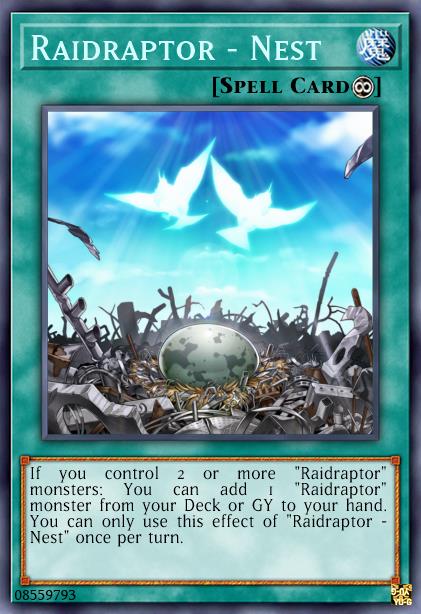 Raidraptor - Nest
魔
[Spell Card]
If you control 2 or more "Raidraptor"
monsters: You can add 1 "Raidraptor"
monster from your Deck or GY to your hand.
You can only use this effect of "Raidraptor -
Nest" once per turn.
08559793